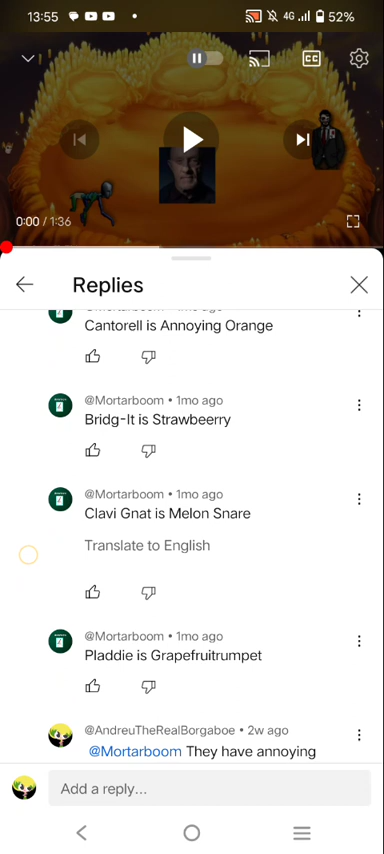 13:55
4G
52%
CC
0:00 / 1:36
Replies
Cantorell is Annoying Orange
@Mortarboom • 1mo ago
Bridg-It is Strawbeerry
@Mortarboom • 1mo ago
Clavi Gnat is Melon Snare
Translate to English
@Mortarboom • 1mo ago
Pladdie is Grapefruitrumpet
@AndreuTheRealBorgaboe • 2w ago
@Mortarboom They have annoying
Add a reply...